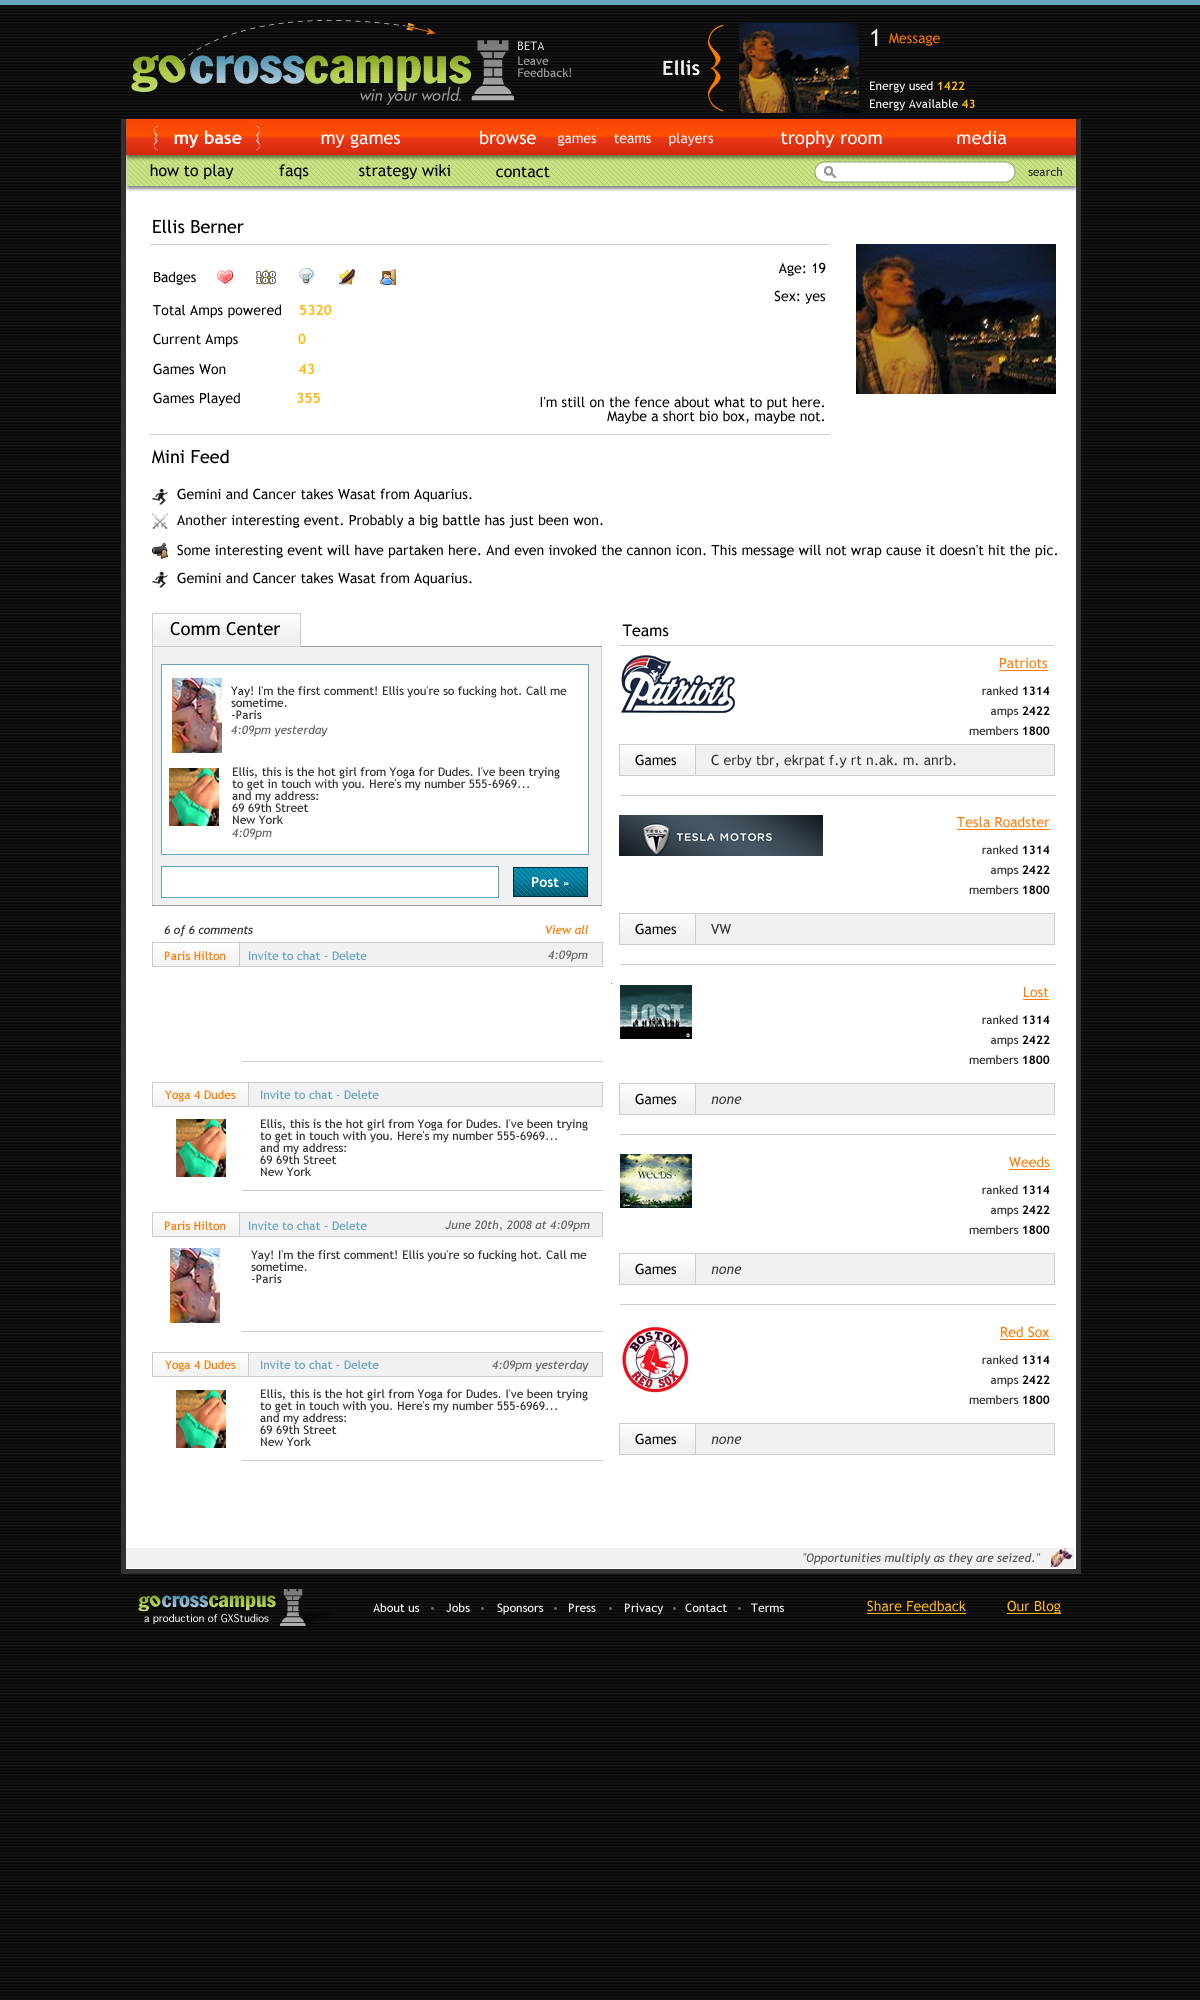 gocrosscampus
win your world.
BETA
Leave
Feedback!
Ellis
1 Message
Energy used 1422
Energy Available 43
my base my games browse games teams players trophy room media
how to play faqs strategy wiki contact search
Ellis Berner
Badges
Age: 19
Sex: yes
Total Amps powered 5320
Current Amps 0
Games Won 43
Games Played 355
I'm still on the fence about what to put here.
Maybe a short bio box, maybe not.
Mini Feed
Gemini and Cancer takes Wasat from Aquarius.
Another interesting event. Probably a big battle has just been won.
Some interesting event will have partaken here. And even invoked the cannon icon. This message will not wrap cause it doesn't hit the pic.
Gemini and Cancer takes Wasat from Aquarius.
Comm Center
Yay! I'm the first comment! Ellis you're so fucking hot. Call me
sometime.
-Paris
4:09pm yesterday
Ellis, this is the hot girl from Yoga for Dudes. I've been trying
to get in touch with you. Here's my number 555-6969...
and my address:
69 69th Street
New York
4:09pm
Post »
6 of 6 comments View all
Paris Hilton Invite to chat - Delete 4:09pm
Yoga 4 Dudes Invite to chat - Delete
Ellis, this is the hot girl from Yoga for Dudes. I've been trying
to get in touch with you. Here's my number 555-6969...
and my address:
69 69th Street
New York
Paris Hilton Invite to chat - Delete June 20th, 2008 at 4:09pm
Yay! I'm the first comment! Ellis you're so fucking hot. Call me
sometime.
-Paris
Yoga 4 Dudes Invite to chat - Delete 4:09pm yesterday
Ellis, this is the hot girl from Yoga for Dudes. I've been trying
to get in touch with you. Here's my number 555-6969...
and my address:
69 69th Street
New York
Teams
Patriots
Patriots
ranked 1314
amps 2422
members 1800
Games C erby tbr, ekrpat f.y rt n.ak. m. anrb.
TESLA
TESLA MOTORS
Tesla Roadster
ranked 1314
amps 2422
members 1800
Games VW
LOST
Lost
ranked 1314
amps 2422
members 1800
Games none
WEEDS
Weeds
ranked 1314
amps 2422
members 1800
Games none
BOSTON
RED SOX
Red Sox
ranked 1314
amps 2422
members 1800
Games none
"Opportunities multiply as they are seized."
gocrosscampus
a production of GXStudios
About us • Jobs • Sponsors • Press • Privacy • Contact • Terms
Share Feedback Our Blog